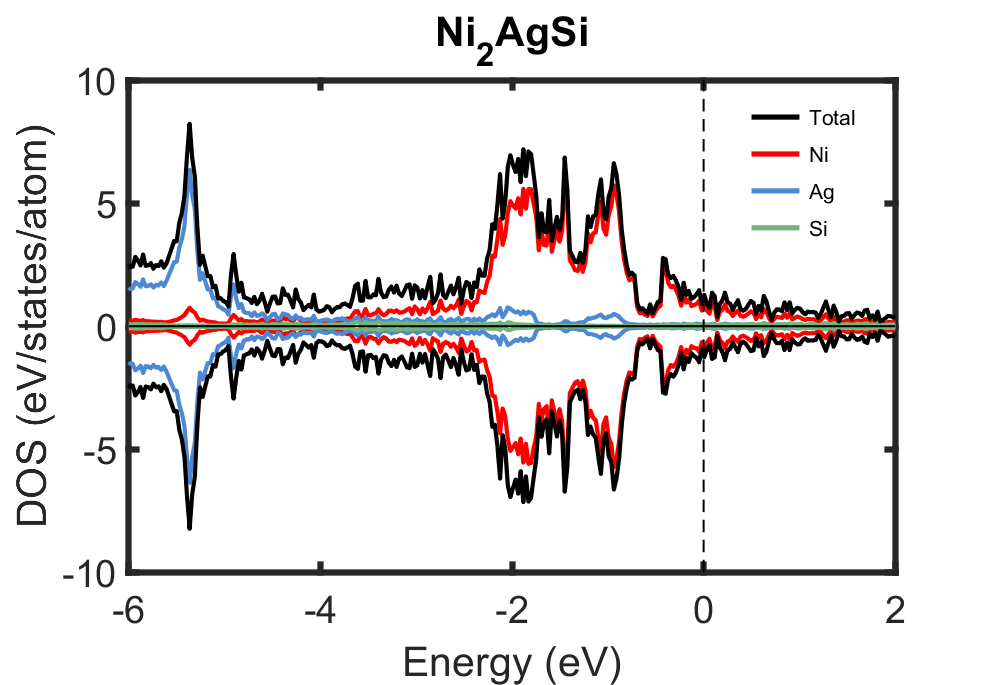 Ni2AgSi
DOS (eV/states/atom)
10
5
0
-5
-10
Total
Ni
Ag
Si
-6 -4 -2 0 2
Energy (eV)